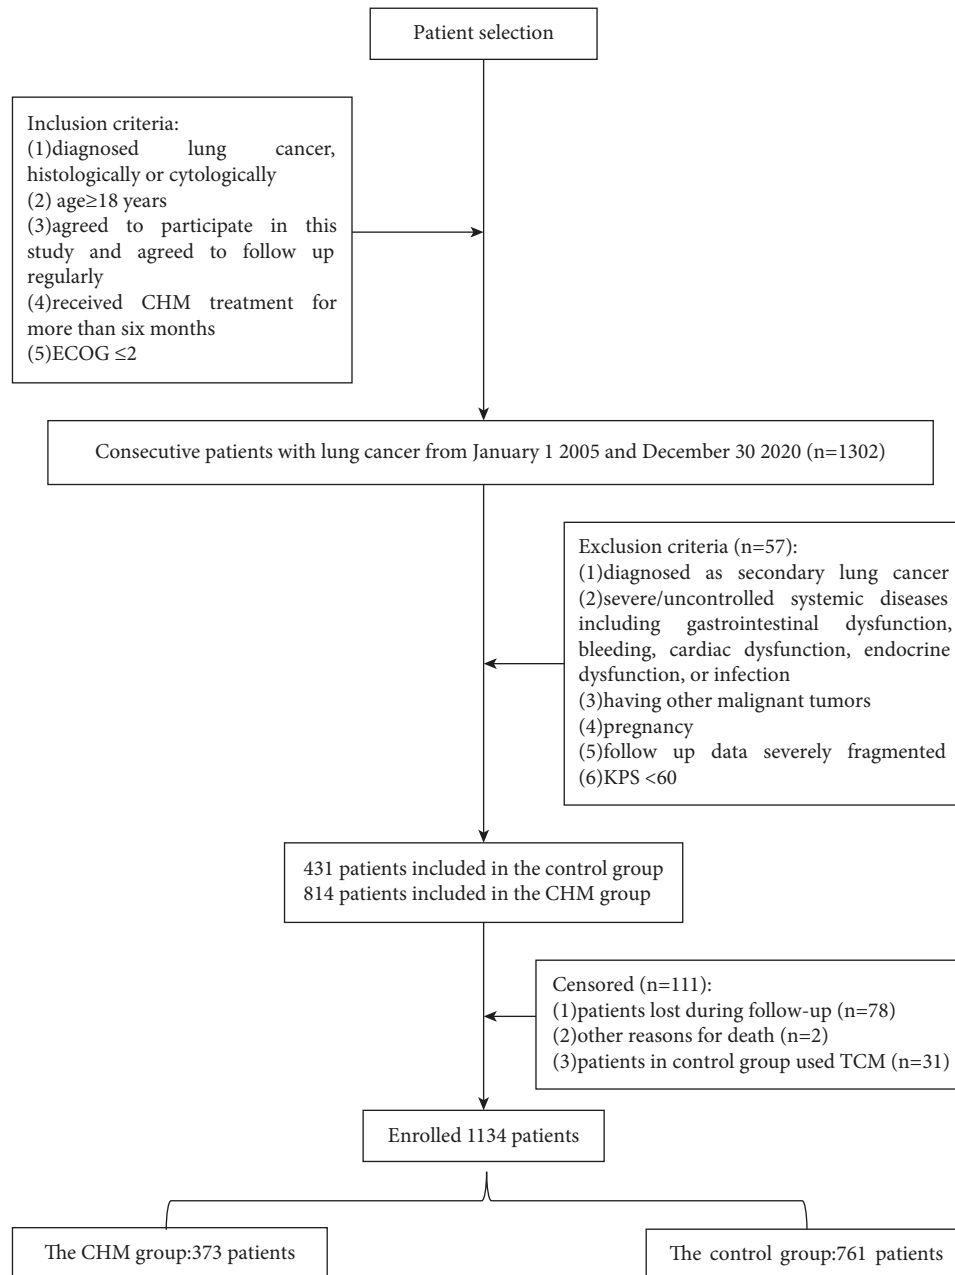 Patient selection
Inclusion criteria:
(1)diagnosed lung cancer,
histologically or cytologically
(2) age≥18 years
(3)agreed to participate in this
study and agreed to follow up
regularly
(4)received CHM treatment for
more than six months
(5)ECOG ≤2
Consecutive patients with lung cancer from January 1 2005 and December 30 2020 (n=1302)
Exclusion criteria (n=57):
(1)diagnosed as secondary lung cancer
(2)severe/uncontrolled systemic diseases
including gastrointestinal dysfunction,
bleeding, cardiac dysfunction, endocrine
dysfunction, or infection
(3)having other malignant tumors
(4)pregnancy
(5)follow up data severely fragmented
(6)KPS <60
431 patients included in the control group
814 patients included in the CHM group
Censored (n=111):
(1)patients lost during follow-up (n=78)
(2)other reasons for death (n=2)
(3)patients in control group used TCM (n=31)
Enrolled 1134 patients
The CHM group:373 patients
The control group:761 patients